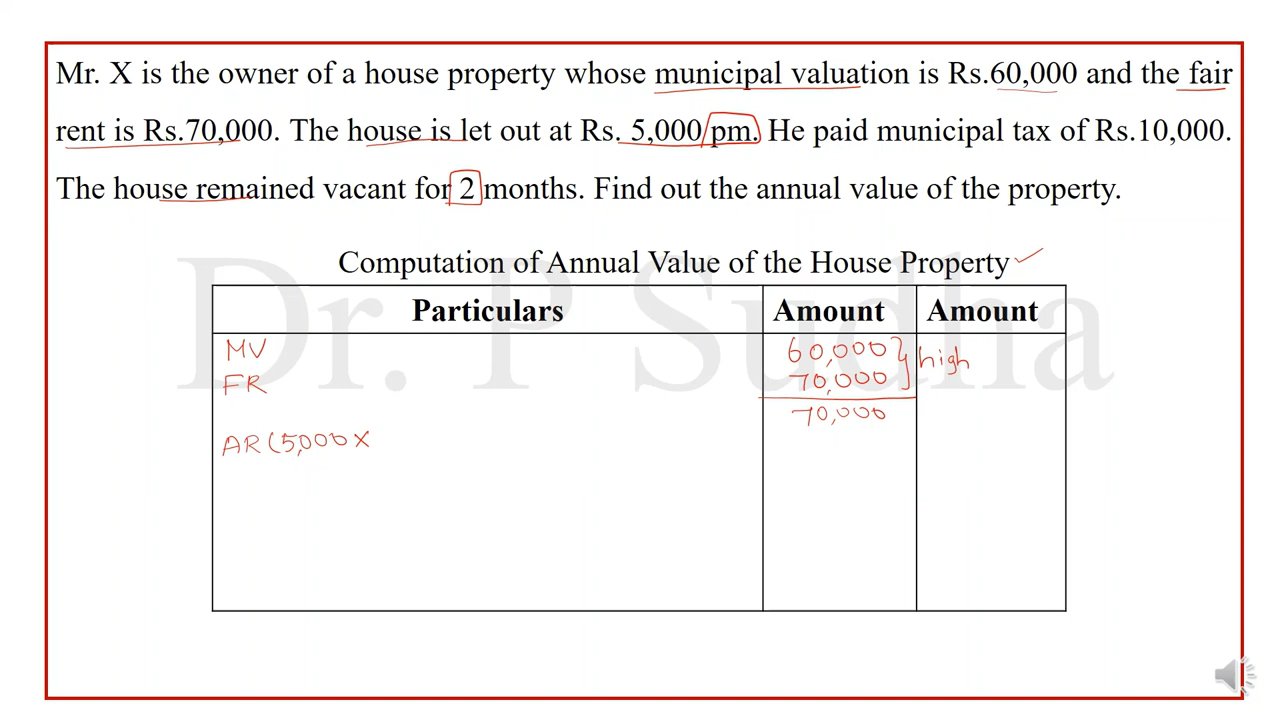 Mr. X is the owner of a house property whose municipal valuation is Rs.60,000 and the fair
rent is Rs.70,000. The house is let out at Rs. 5,000 pm. He paid municipal tax of Rs.10,000.
The house remained vacant for 2 months. Find out the annual value of the property.
Computation of Annual Value of the House Property
Dr. P Sudha
Particulars Amount Amount
MV 60,000 high
FR 70,000
70,000
AR (5,000 X